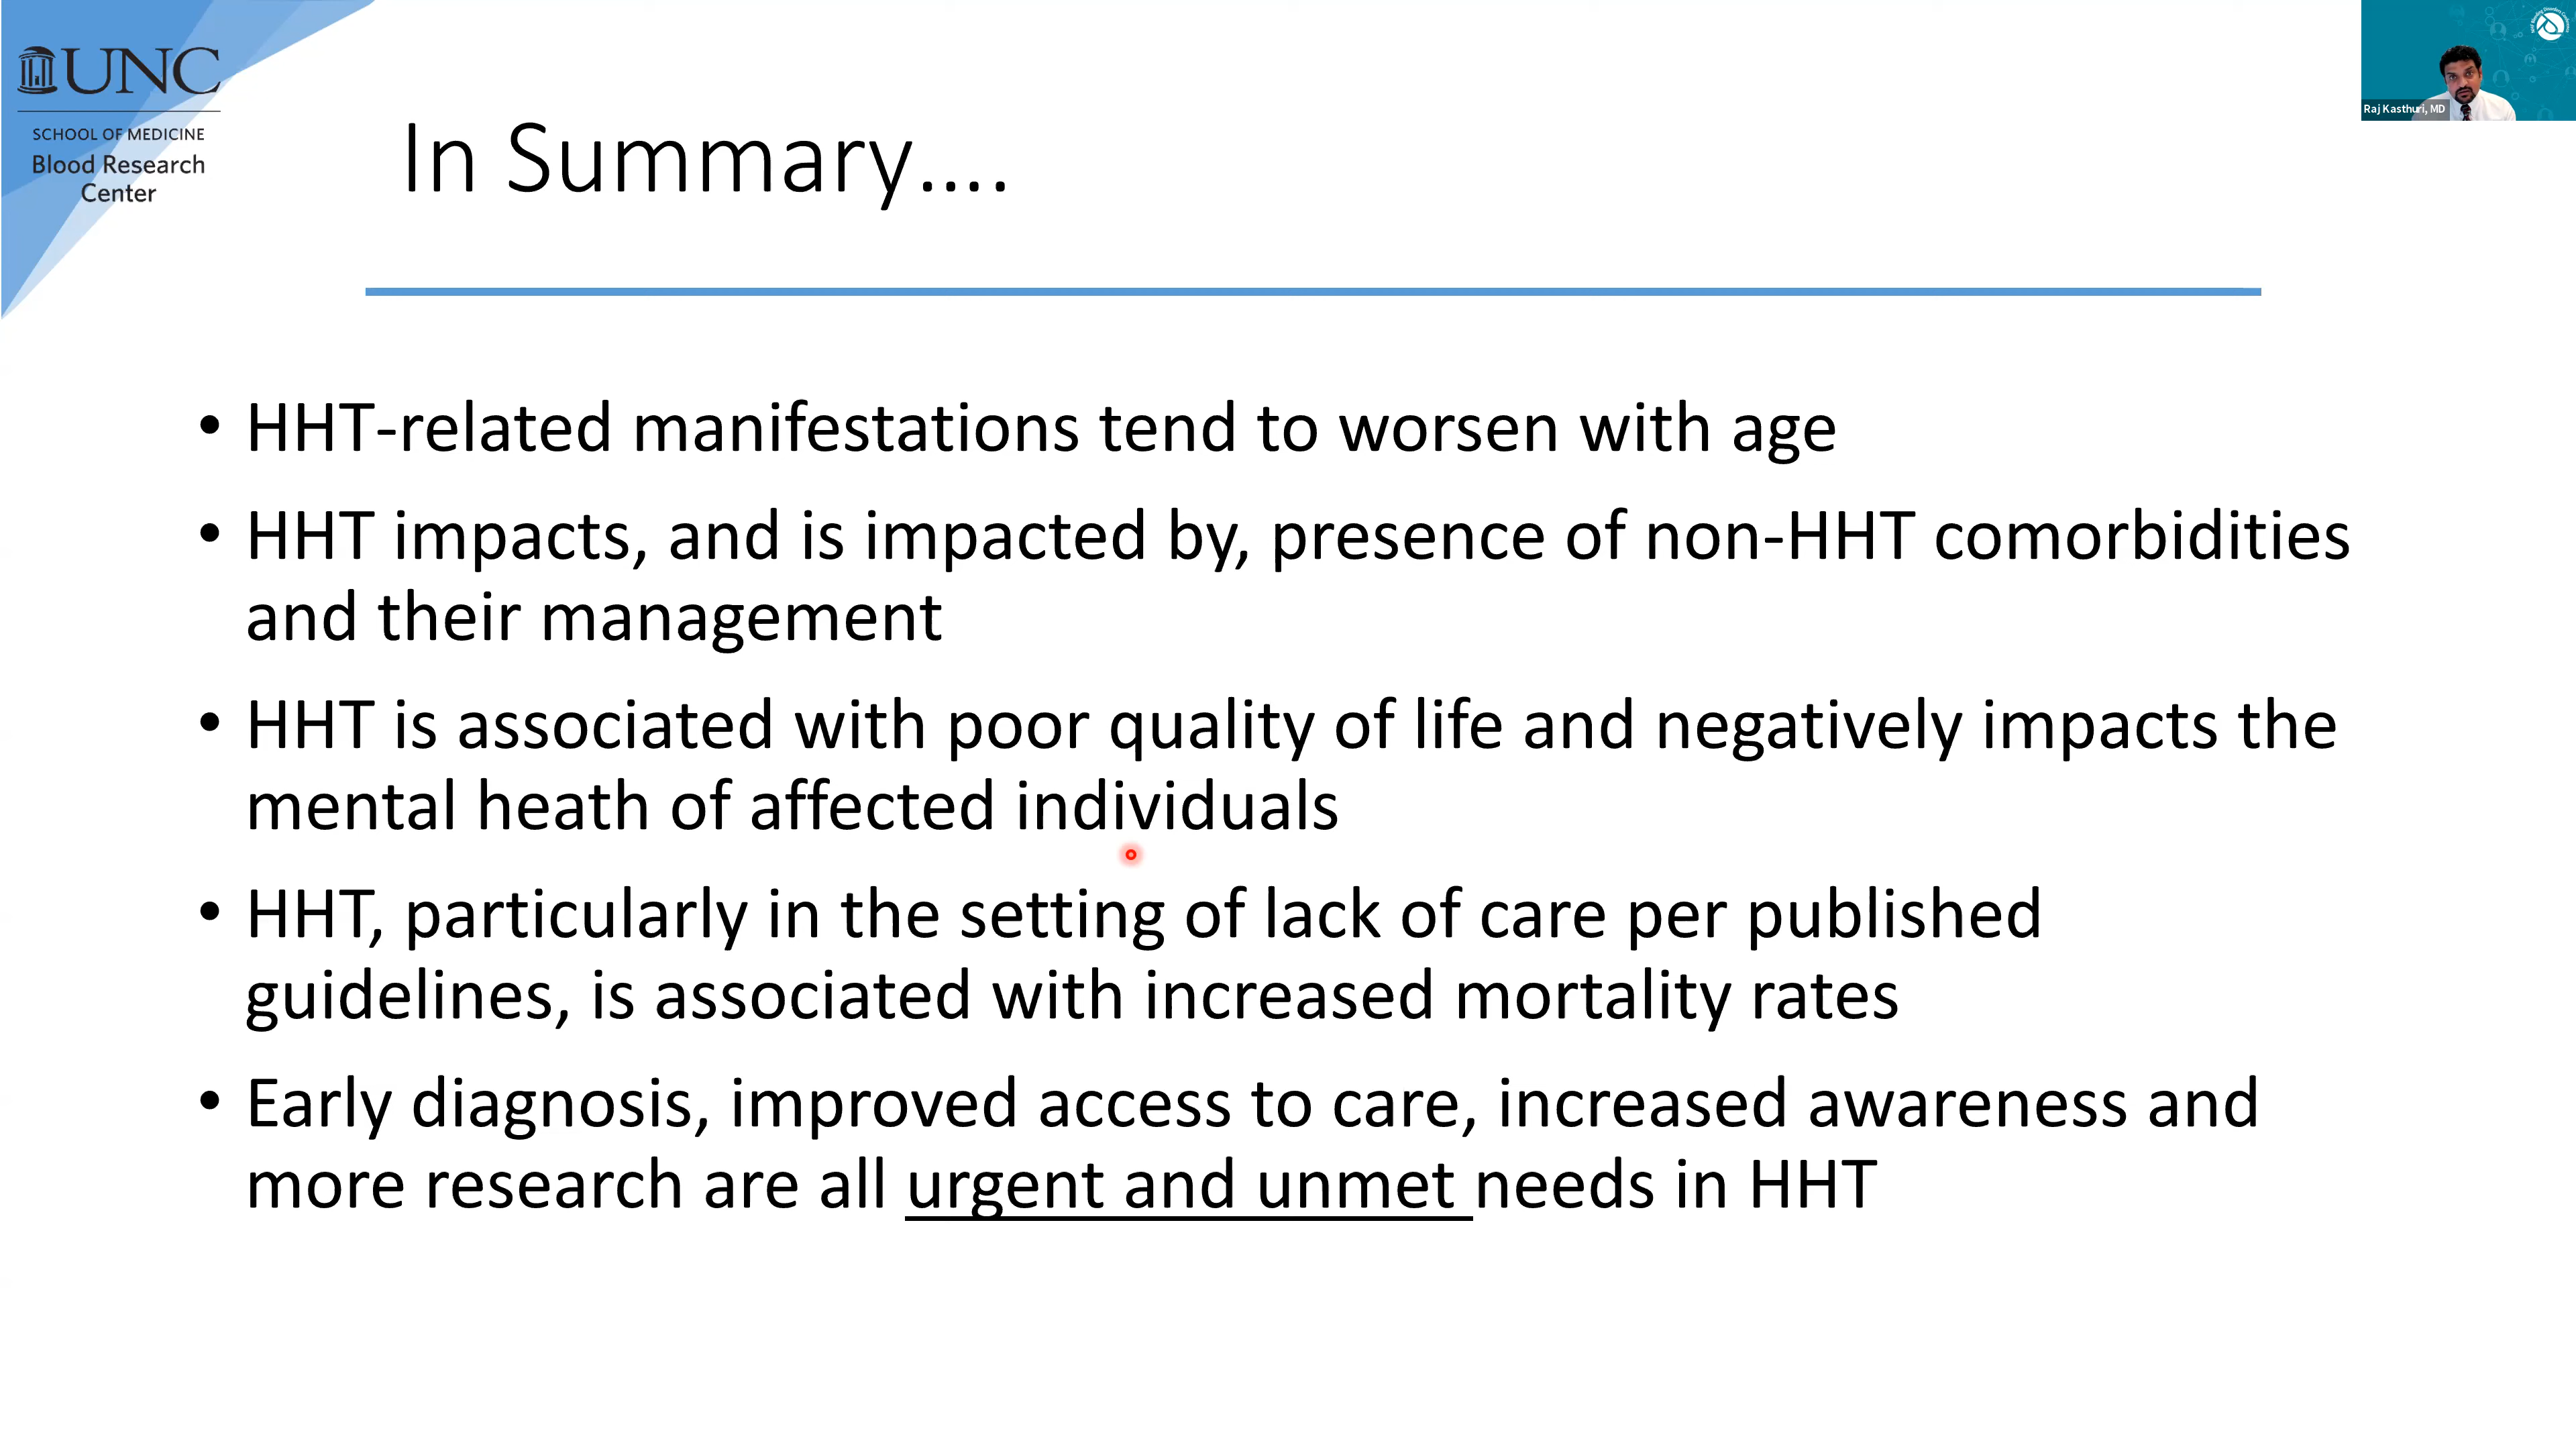 UNC
SCHOOL OF MEDICINE
Blood Research
Center
Raj Kasthuri, MD
In Summary....
• HHT-related manifestations tend to worsen with age
• HHT impacts, and is impacted by, presence of non-HHT comorbidities
and their management
• HHT is associated with poor quality of life and negatively impacts the
mental heath of affected individuals
• HHT, particularly in the setting of lack of care per published
guidelines, is associated with increased mortality rates
• Early diagnosis, improved access to care, increased awareness and
more research are all urgent and unmet needs in HHT